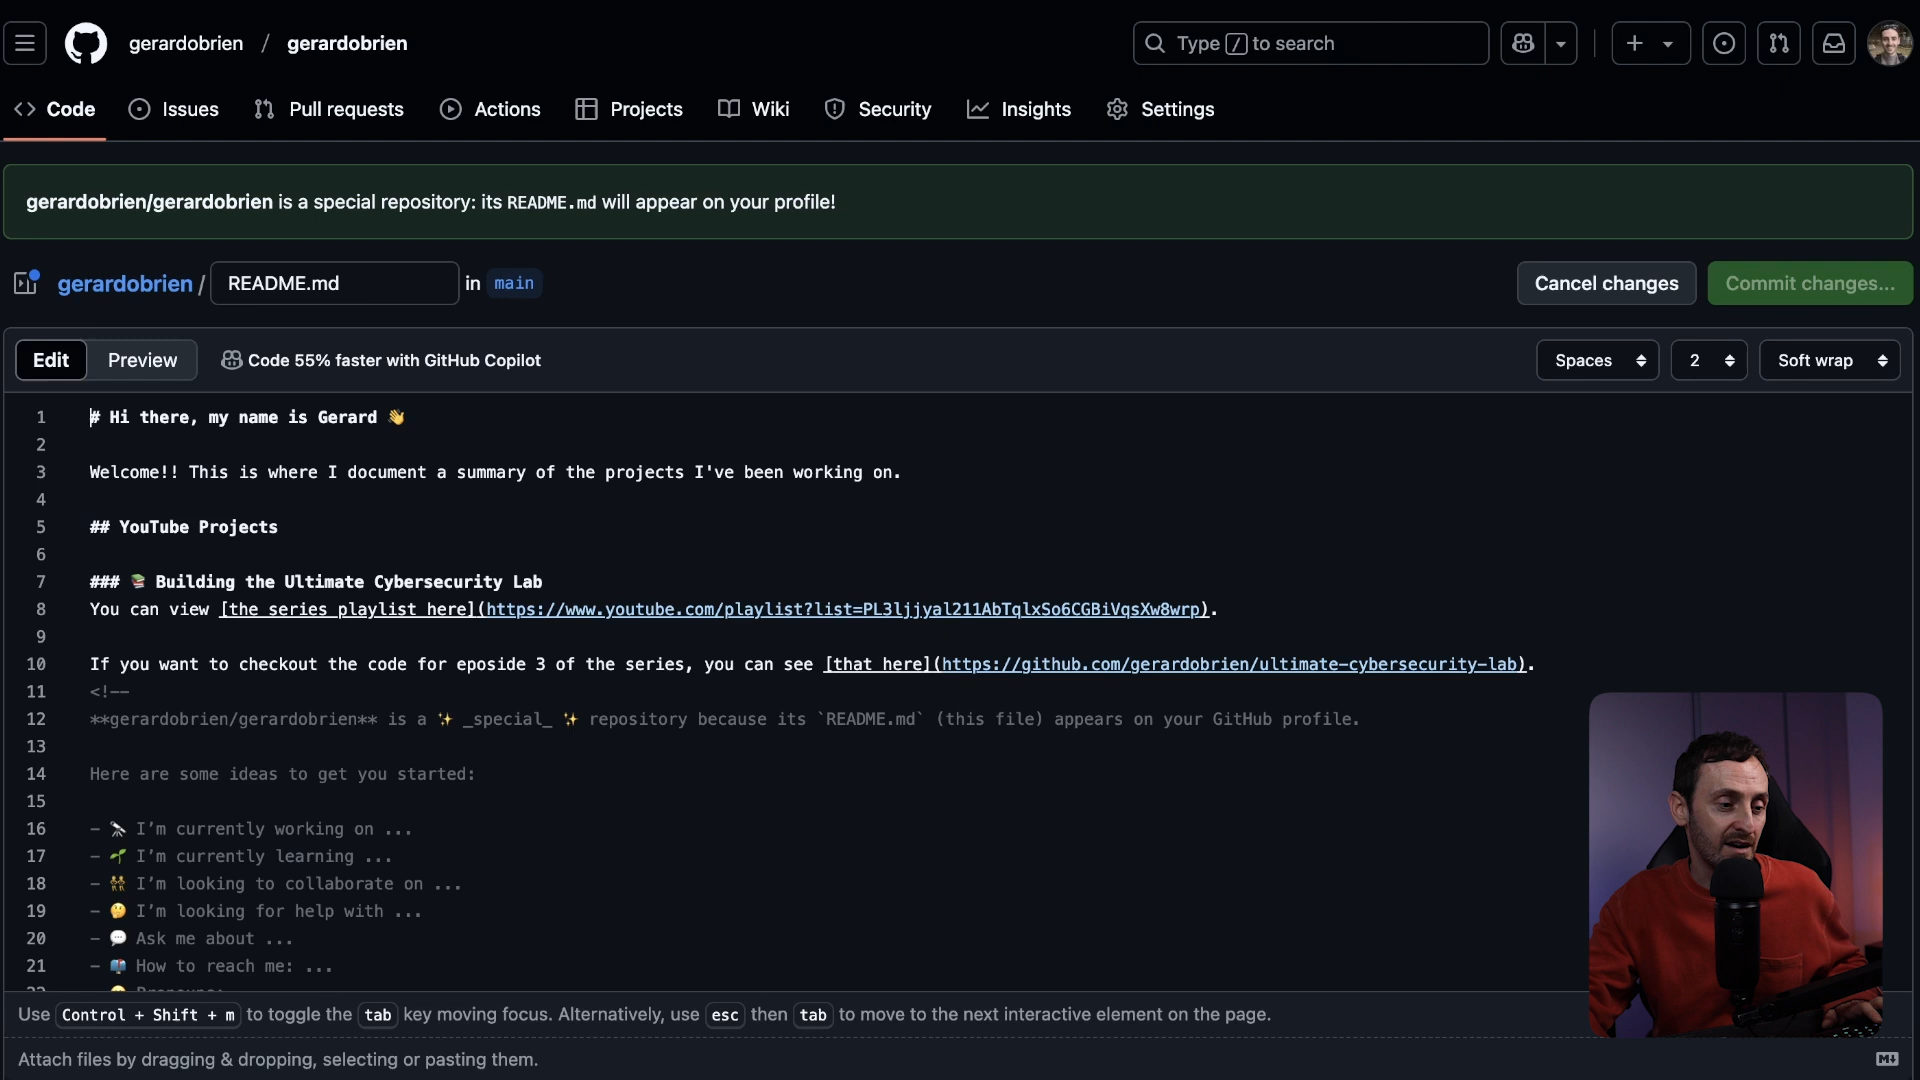 gerardobrien / gerardobrien
Type / to search
Code Issues Pull requests Actions Projects Wiki Security Insights Settings
gerardobrien/gerardobrien is a special repository: its README.md will appear on your profile!
gerardobrien / README.md in main
Cancel changes Commit changes...
Edit Preview Code 55% faster with GitHub Copilot
Spaces 2 Soft wrap
1 # Hi there, my name is Gerard 👋
2
3 Welcome!! This is where I document a summary of the projects I've been working on.
4
5 ## YouTube Projects
6
7 ### 📚 Building the Ultimate Cybersecurity Lab
8 You can view [the series playlist here](https://www.youtube.com/playlist?list=PL3ljjyal211AbTqlxSo6CGBiVqsXw8wrp).
9
10 If you want to checkout the code for eposide 3 of the series, you can see [that here](https://github.com/gerardobrien/ultimate-cybersecurity-lab).
11 <!--
12 **gerardobrien/gerardobrien** is a ✨ _special_ ✨ repository because its `README.md` (this file) appears on your GitHub profile.
13
14 Here are some ideas to get you started:
15
16 - 🔭 I’m currently working on ...
17 - 🌱 I’m currently learning ...
18 - 👯 I’m looking to collaborate on ...
19 - 🤔 I’m looking for help with ...
20 - 💬 Ask me about ...
21 - 📫 How to reach me: ...
Use Control + Shift + m to toggle the tab key moving focus. Alternatively, use esc then tab to move to the next interactive element on the page.
Attach files by dragging & dropping, selecting or pasting them.